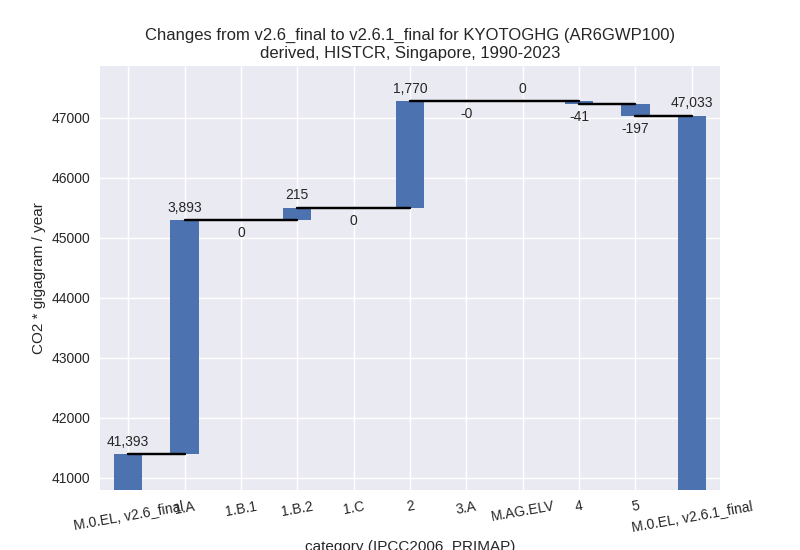 Changes from v2.6_final to v2.6.1_final for KYOTOGHG (AR6GWP100)
derived, HISTCR, Singapore, 1990-2023
CO2 * gigagram / year
47000
46000
45000
44000
43000
42000
41000
41,393
3,893
0
215
0
1,770
-0
0
-41
-197
47,033
M.0.EL, v2.6_final
1.A
1.B.1
1.B.2
1.C
2
3.A
M.AG.ELV
4
5
M.0.EL, v2.6.1_final
category (IPCC2006_PRIMAP)